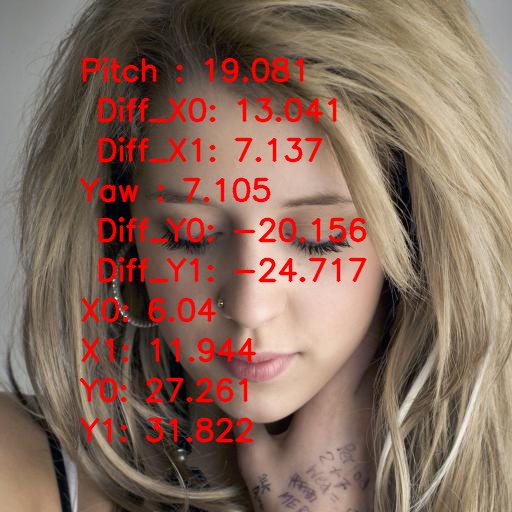 Pitch : 19.081
Diff_X0: 13.041
Diff_X1: 7.137
Yaw : 7.105
Diff_Y0: -20.156
Diff_Y1: -24.717
X0: 6.04
X1: 11.944
Y0: 27.261
Y1: 31.822